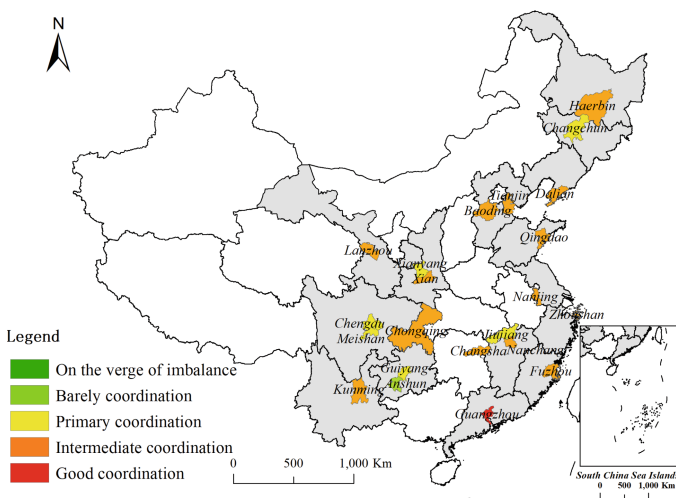 N
Haerbin
Changchun
Tianjin
Dalian
Baoding
Qingdao
Lanzhou
Xianyang
Xian
Nanjing
Zhoushan
Chengdu
Meishan
Chongqing
Jiujiang
Changsha
Nanchang
Guiyang
Anshun
Fuzhou
Kunming
Guangzhou
Legend
On the verge of imbalance
Barely coordination
Primary coordination
Intermediate coordination
Good coordination
0 500 1,000 Km
South China Sea Islands
0 500 1,000 Km